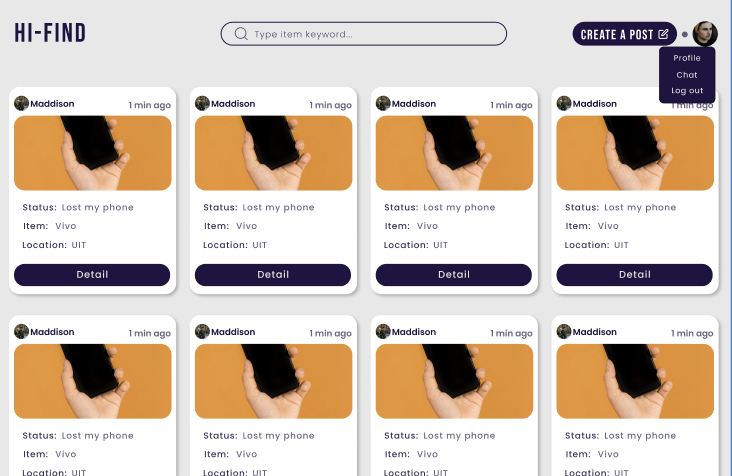 HI-FIND
Type item keyword...
CREATE A POST
Profile
Chat
Log out
Maddison 1 min ago
Maddison 1 min ago
Maddison 1 min ago
Maddison 1 min ago
Status: Lost my phone
Status: Lost my phone
Status: Lost my phone
Status: Lost my phone
Item: Vivo
Item: Vivo
Item: Vivo
Item: Vivo
Location: UIT
Location: UIT
Location: UIT
Location: UIT
Detail
Detail
Detail
Detail
Maddison 1 min ago
Maddison 1 min ago
Maddison 1 min ago
Maddison 1 min ago
Status: Lost my phone
Status: Lost my phone
Status: Lost my phone
Status: Lost my phone
Item: Vivo
Item: Vivo
Item: Vivo
Item: Vivo
Location: UIT
Location: UIT
Location: UIT
Location: UIT